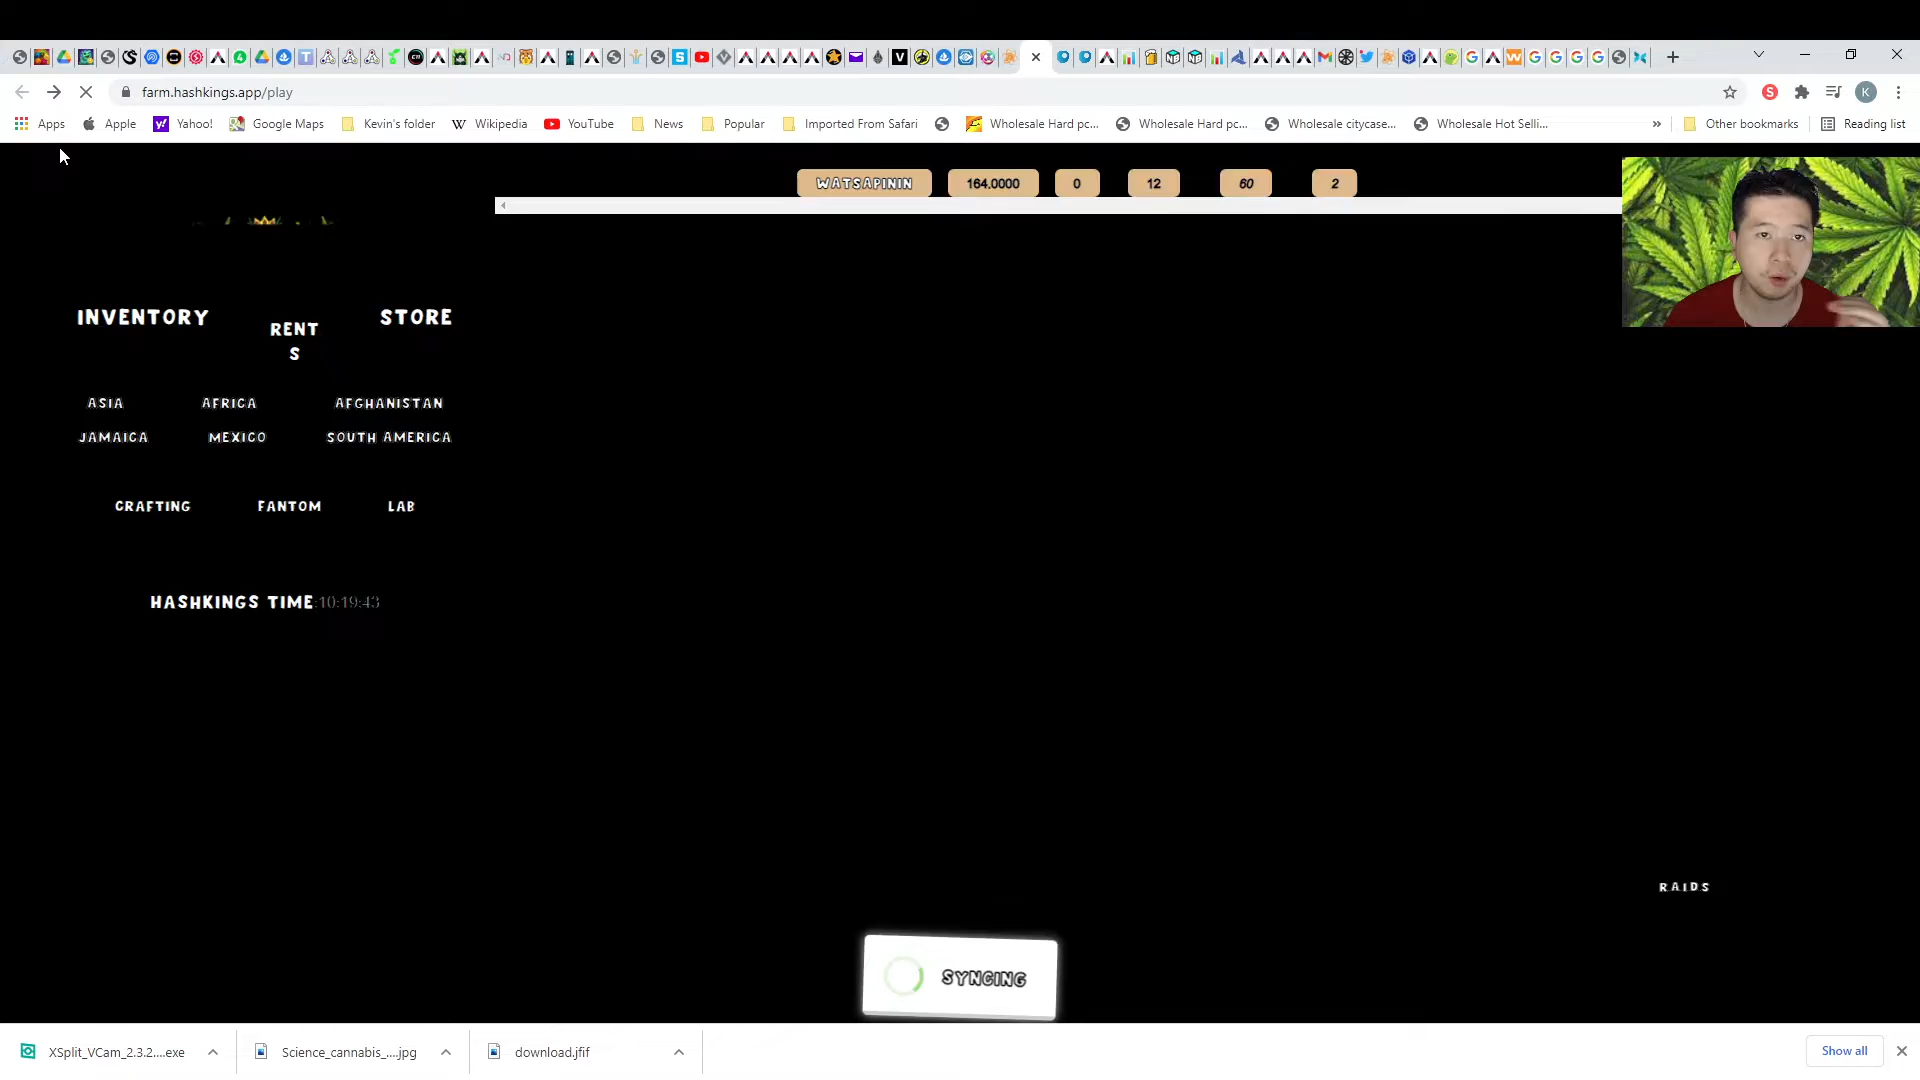 farm.hashkings.app/play
Apps Apple Yahoo! Google Maps Kevin's folder Wikipedia YouTube News Popular Imported From Safari Wholesale Hard pc... Wholesale Hard pc... Wholesale citycase... Wholesale Hot Selli... » Other bookmarks Reading list
WATSAPININ 164.0000 0 12 60 2
INVENTORY RENT STORE
S
ASIA AFRICA AFGHANISTAN
JAMAICA MEXICO SOUTH AMERICA
CRAFTING FANTOM LAB
HASHKINGS TIME:10:19:43
RAIDS
SYNCING
XSplit_VCam_2.3.2....exe Science_cannabis_....jpg download.jfif Show all